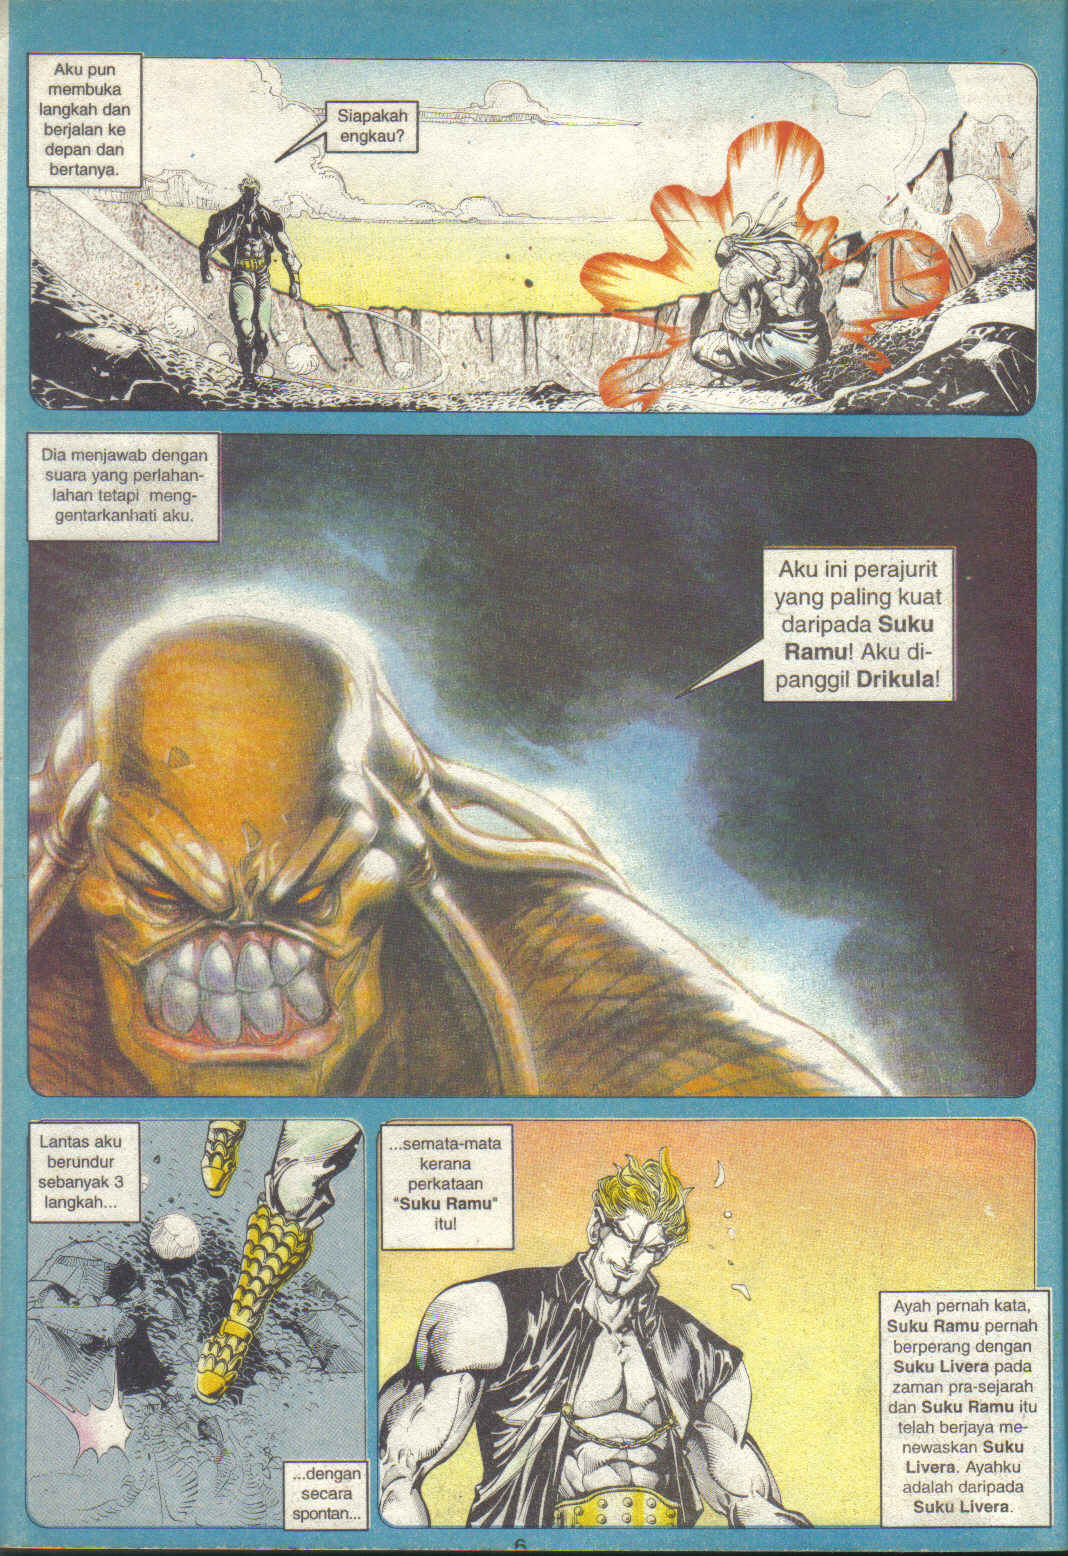 Aku pun
membuka
langkah dan
berjalan ke
depan dan
bertanya.
Siapakah
engkau?
Dia menjawab dengan
suara yang perlahan-
lahan tetapi meng-
gentarkanhati aku.
Aku ini perajurit
yang paling kuat
daripada Suku
Ramu! Aku di-
panggil Drikula!
Lantas aku
berundur
sebanyak 3
langkah...
...dengan
secara
spontan...
...semata-mata
kerana
perkataan
"Suku Ramu"
itu!
Ayah pernah kata,
Suku Ramu pernah
berperang dengan
Suku Livera pada
zaman pra-sejarah
dan Suku Ramu itu
telah berjaya me-
newaskan Suku
Livera. Ayahku
adalah daripada
Suku Livera.
6